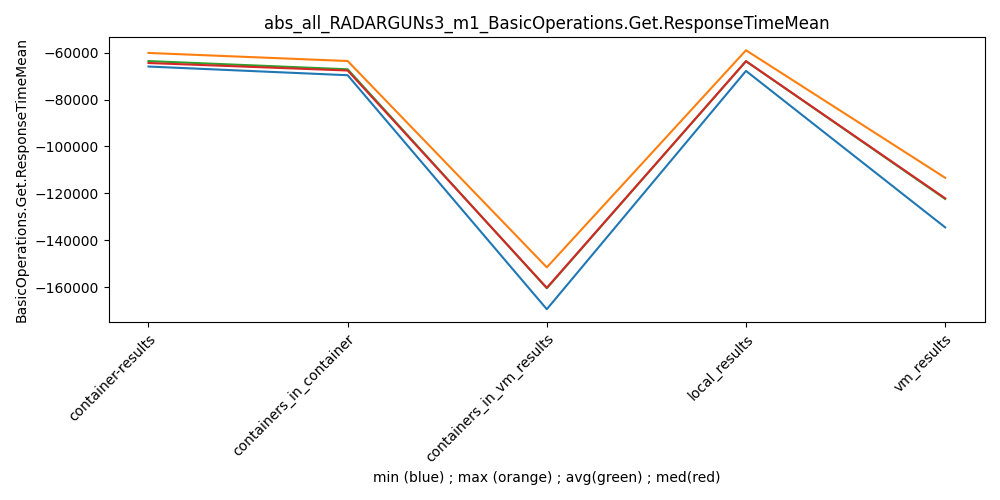 abs_all_RADARGUNs3_m1_BasicOperations.Get.ResponseTimeMean
BasicOperations.Get.ResponseTimeMean
−60000
−80000
−100000
−120000
−140000
−160000
container-results
containers_in_container
containers_in_vm_results
local_results
vm_results
min (blue) ; max (orange) ; avg(green) ; med(red)